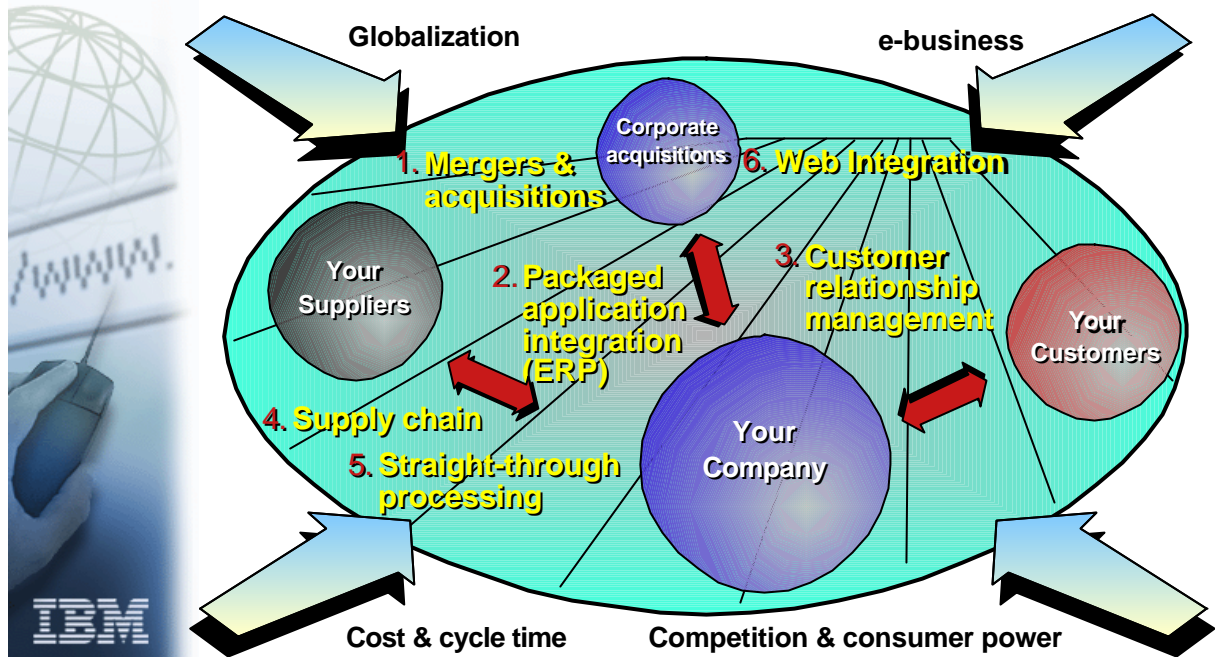 Globalization
e-business
Corporate
acquisitions
1. Mergers &
acquisitions
6. Web Integration
Your
Suppliers
2. Packaged
application
integration
(ERP)
3. Customer
relationship
management
Your
Customers
4. Supply chain
5. Straight-through
processing
Your
Company
IBM
Cost & cycle time
Competition & consumer power